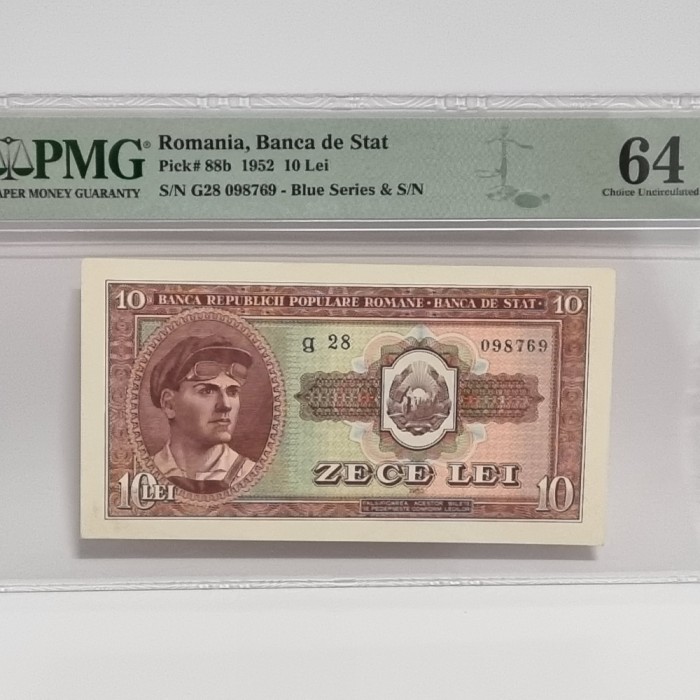 PMG®
PAPER MONEY GUARANTY
Romania, Banca de Stat
Pick# 88b 1952 10 Lei
S/N G28 098769 - Blue Series & S/N
64
Choice Uncirculated
10 BANCA REPUBLICII POPULARE ROMANE · BANCA DE STAT · 10
g 28
098769
ZECE LEI
10 LEI
10